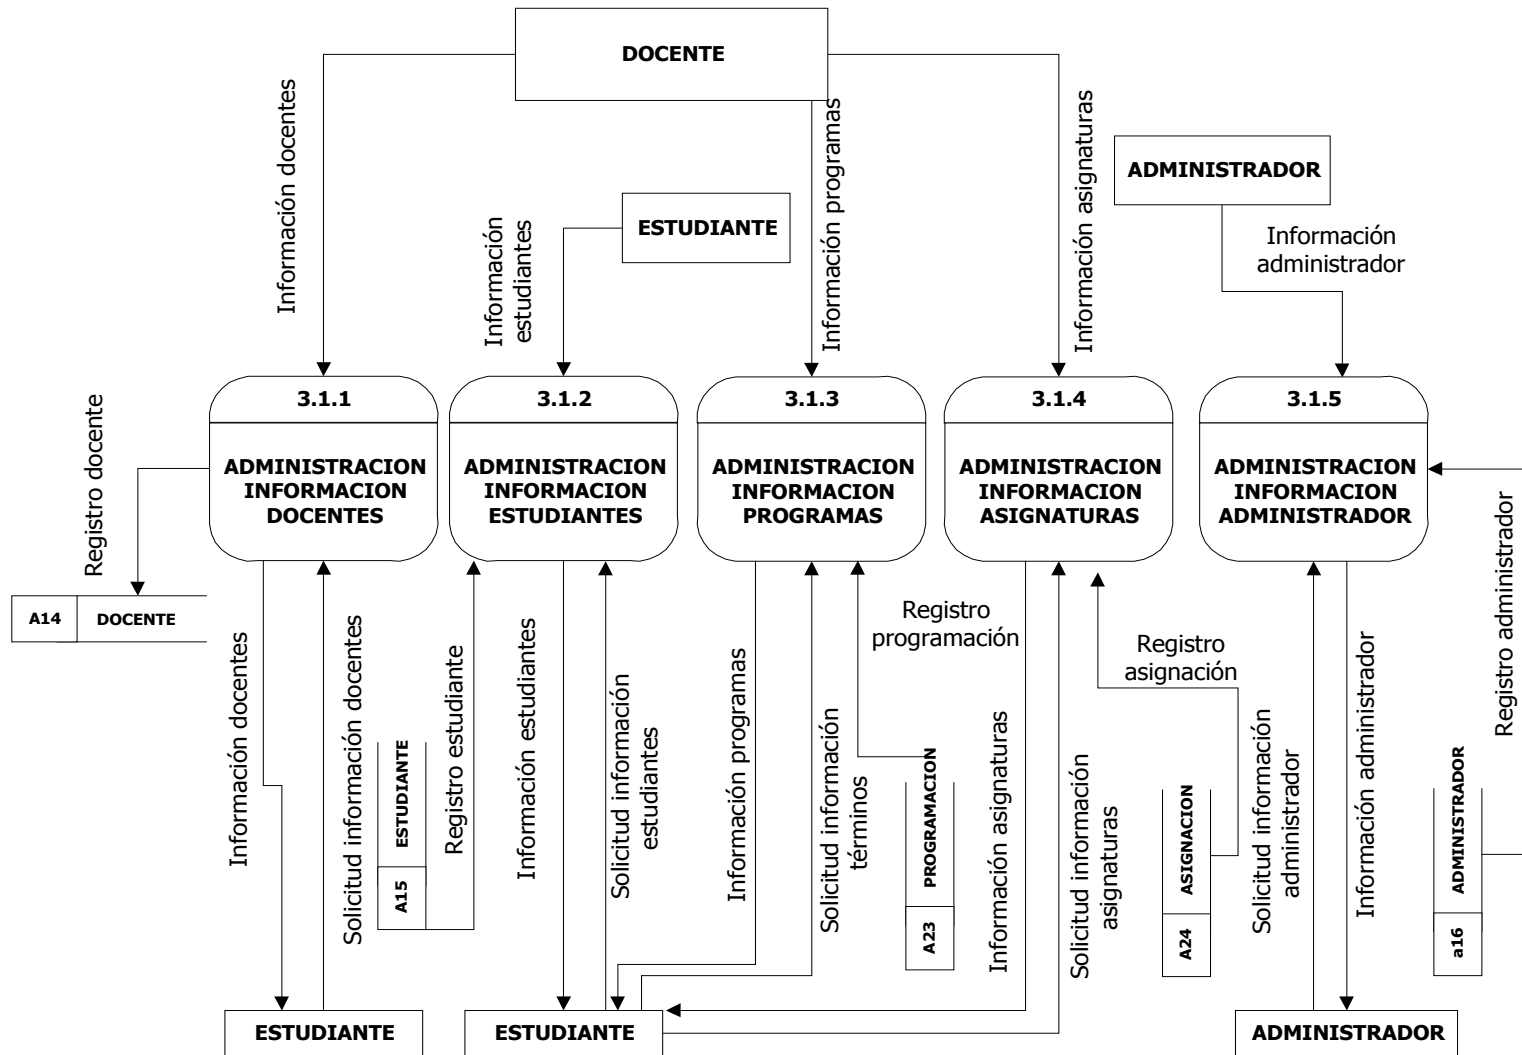 DOCENTE
Información docentes
Información programas
Información asignaturas
ADMINISTRADOR
ESTUDIANTE
Información
estudiantes
Información
administrador
3.1.1
ADMINISTRACION
INFORMACION
DOCENTES
3.1.2
ADMINISTRACION
INFORMACION
ESTUDIANTES
3.1.3
ADMINISTRACION
INFORMACION
PROGRAMAS
3.1.4
ADMINISTRACION
INFORMACION
ASIGNATURAS
3.1.5
ADMINISTRACION
INFORMACION
ADMINISTRADOR
Registro docente
A14 DOCENTE
Información docentes
Solicitud información docentes
A15 ESTUDIANTE
Registro estudiante
Información estudiantes
Solicitud información
estudiantes
Información programas
Solicitud información
términos
Registro
programación
A23 PROGRAMACION
Información asignaturas
Solicitud información
asignaturas
Registro
asignación
A24 ASIGNACION
Solicitud información
administrador
Información administrador
a16 ADMINISTRADOR
Registro administrador
ESTUDIANTE
ESTUDIANTE
ADMINISTRADOR